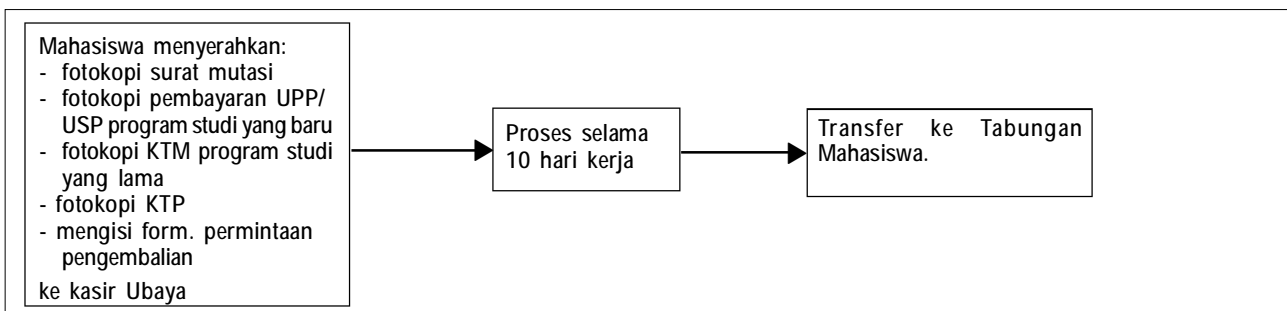 Mahasiswa menyerahkan:
- fotokopi surat mutasi
- fotokopi pembayaran UPP/
USP program studi yang baru
- fotokopi KTM program studi
yang lama
- fotokopi KTP
- mengisi form. permintaan
pengembalian
ke kasir Ubaya
Proses selama
10 hari kerja
Transfer ke Tabungan
Mahasiswa.